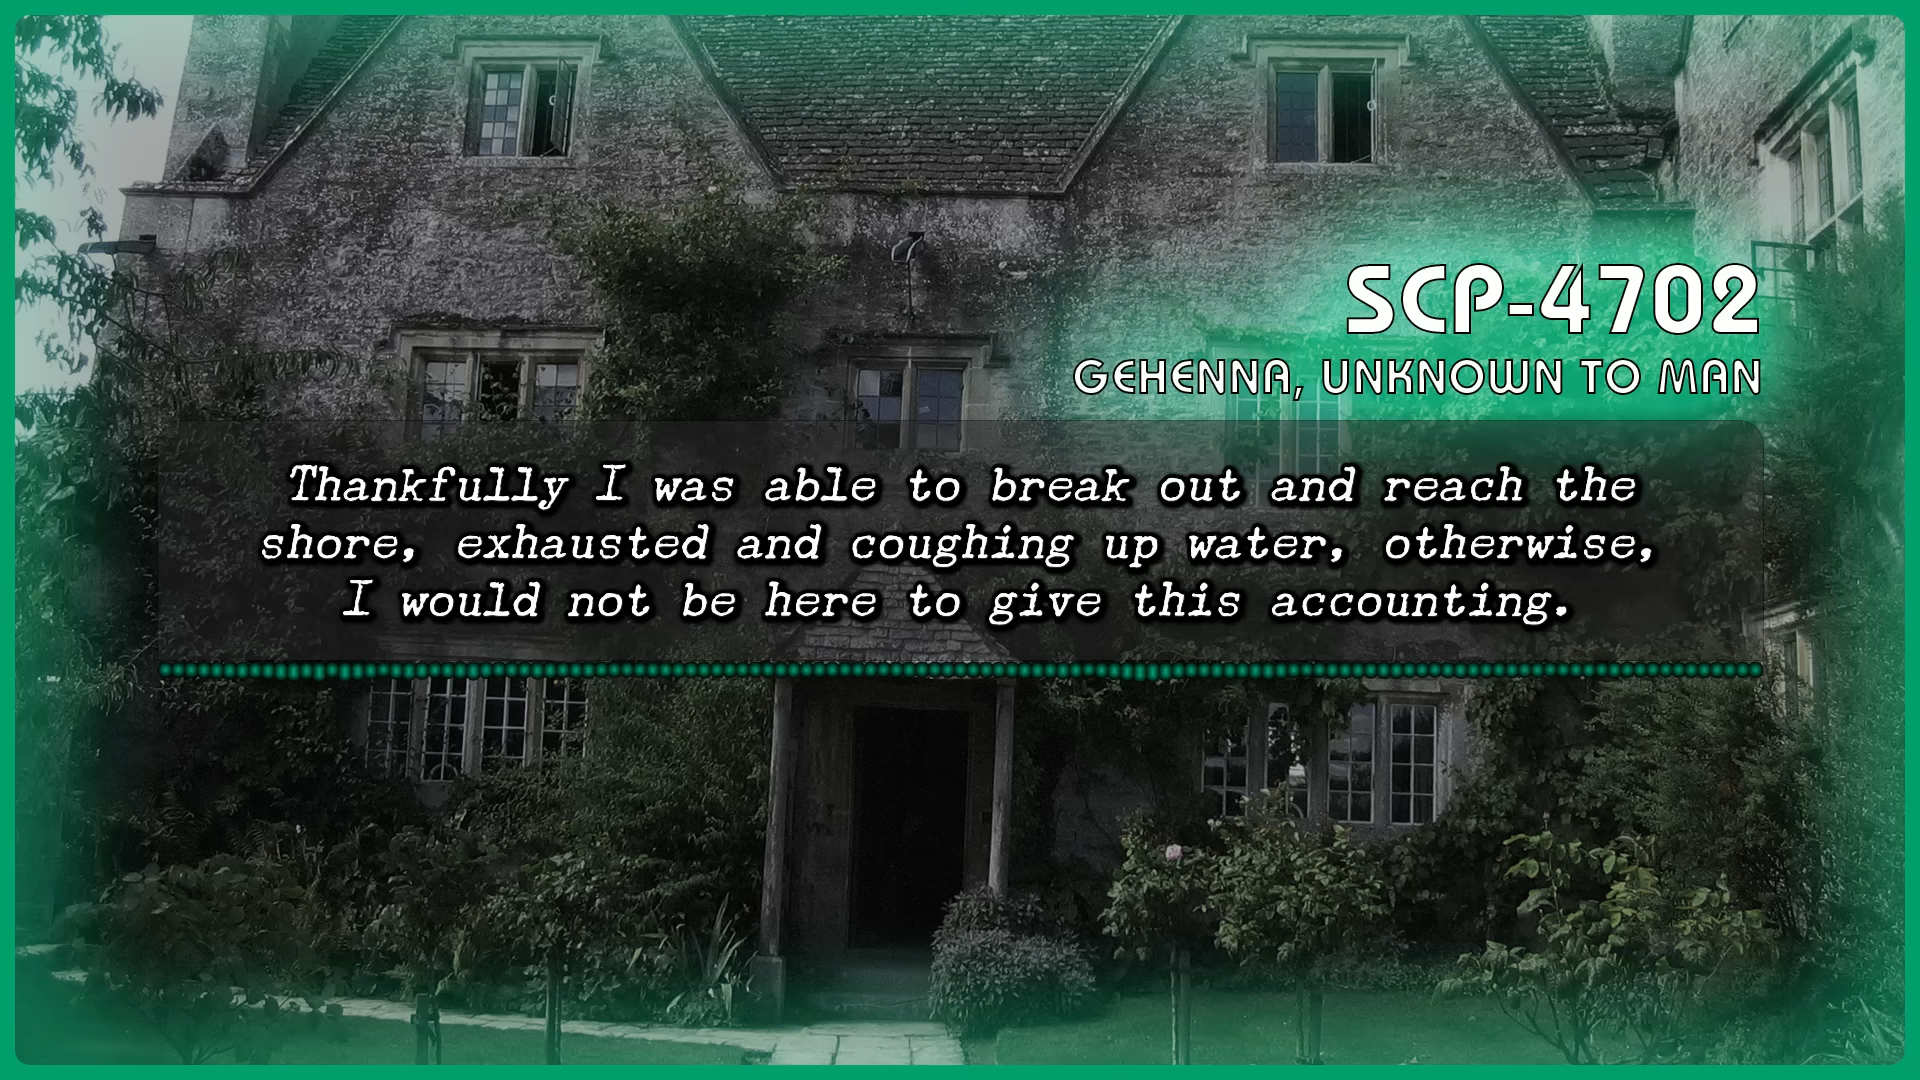 SCP-4702
GEHENNA, UNKNOWN TO MAN
Thankfully I was able to break out and reach the
shore, exhausted and coughing up water, otherwise,
I would not be here to give this accounting.